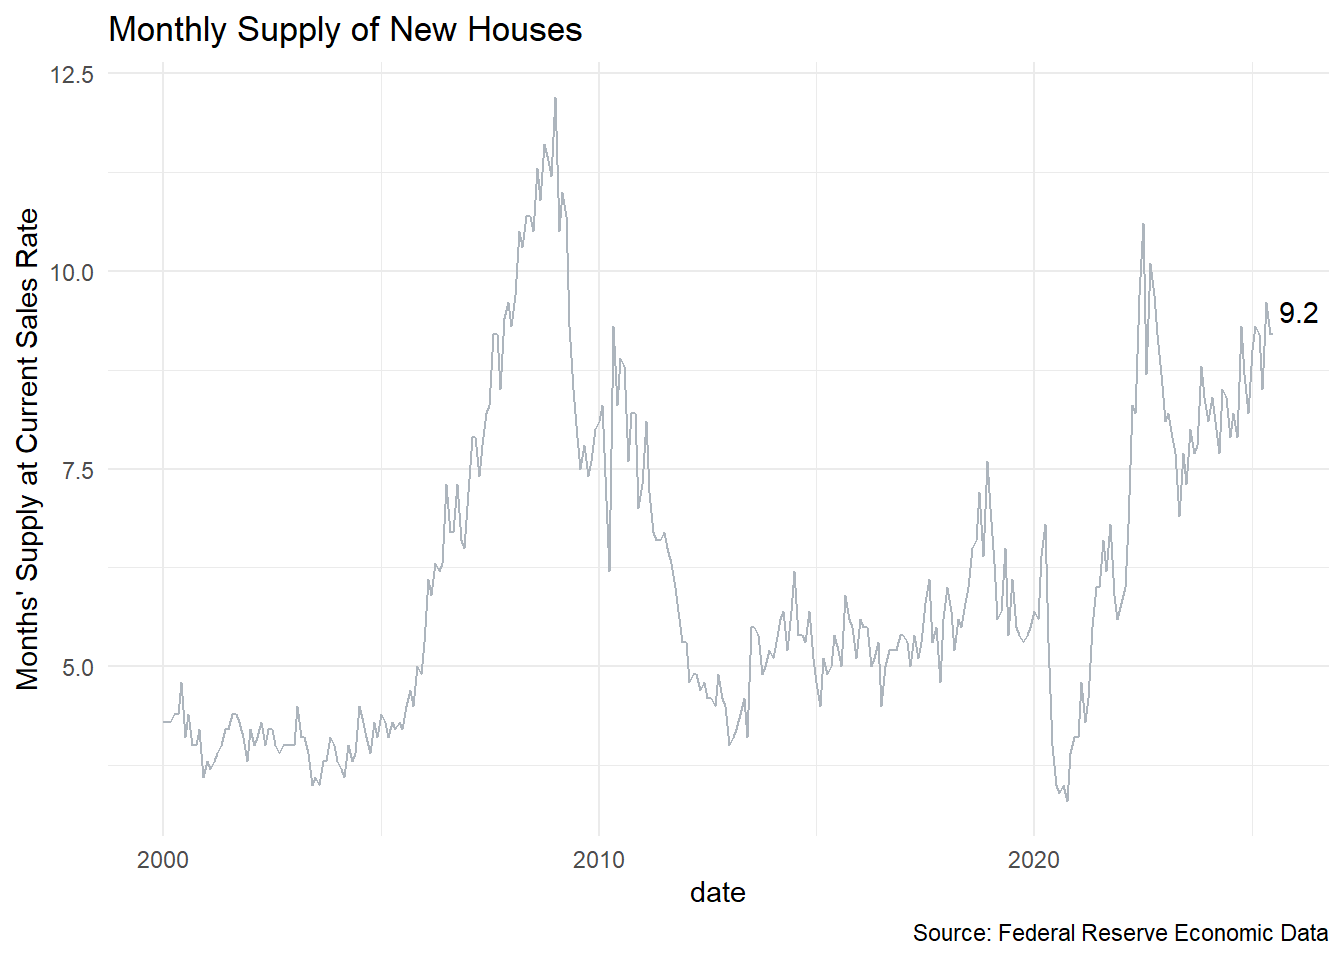 Monthly Supply of New Houses
Months' Supply at Current Sales Rate
12.5
10.0
7.5
5.0
9.2
2000
2010
2020
date
Source: Federal Reserve Economic Data